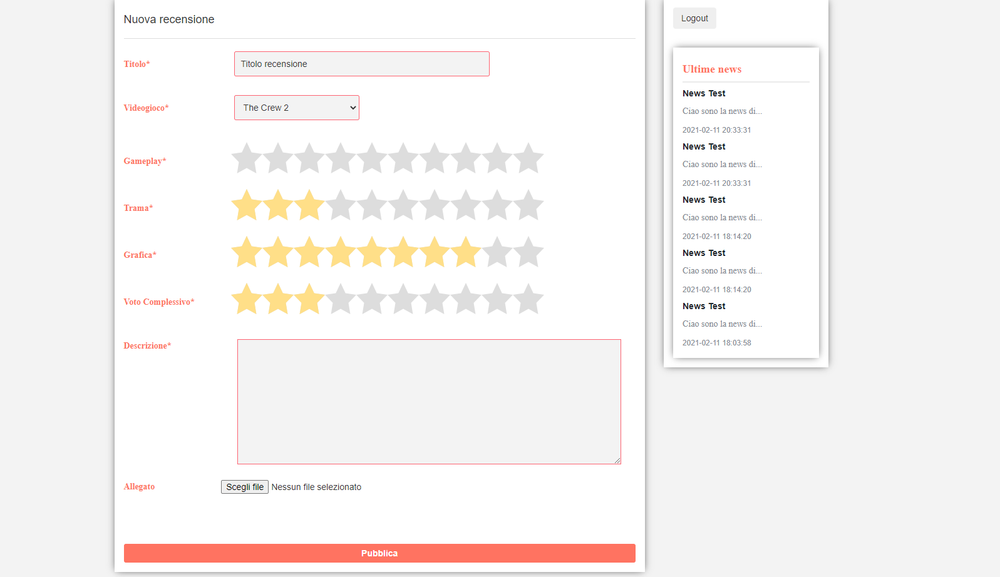 Nuova recensione
Titolo*
Titolo recensione
Videogioco*
The Crew 2
Gameplay*
Trama*
Grafica*
Voto Complessivo*
Descrizione*
Allegato
Scegli file Nessun file selezionato
Pubblica
Logout
Ultime news
News Test
Ciao sono la news di...
2021-02-11 20:33:31
News Test
Ciao sono la news di...
2021-02-11 20:33:31
News Test
Ciao sono la news di...
2021-02-11 18:14:20
News Test
Ciao sono la news di...
2021-02-11 18:14:20
News Test
Ciao sono la news di...
2021-02-11 18:03:58